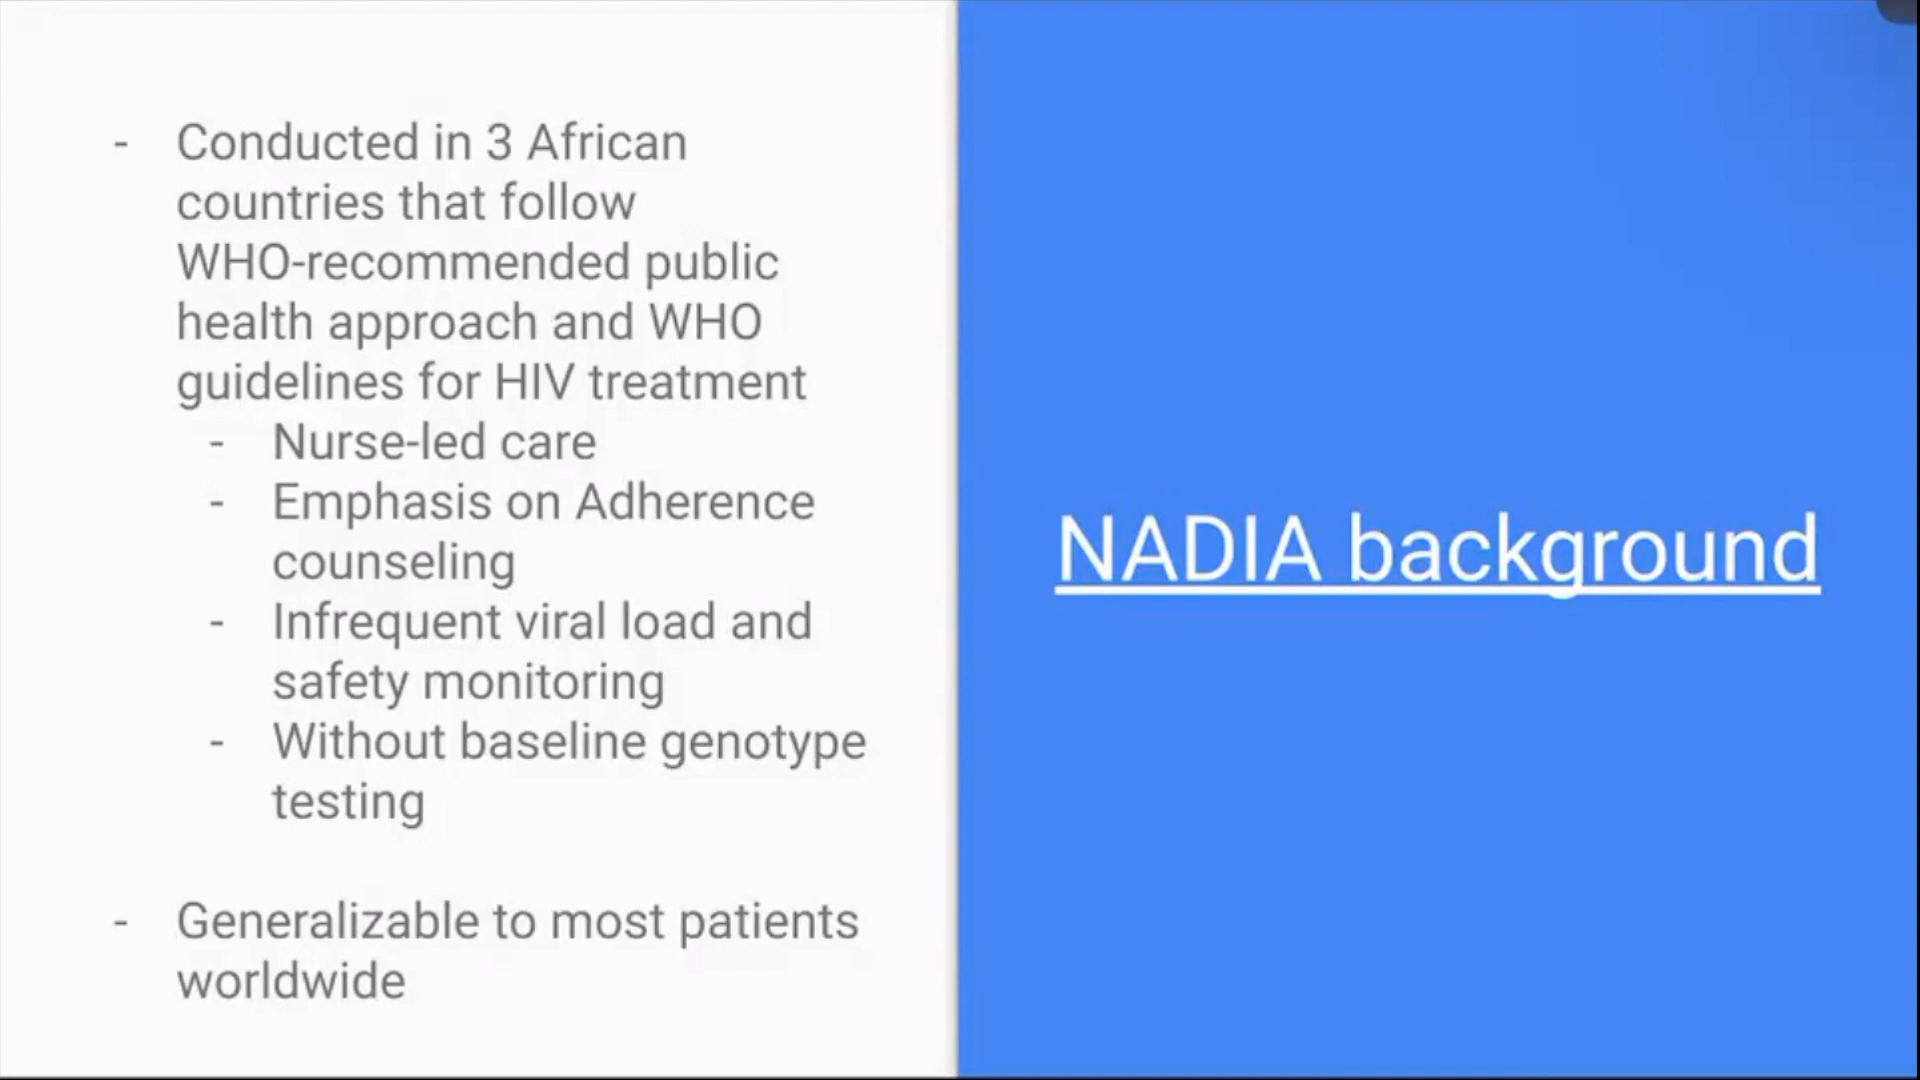 - Conducted in 3 African
countries that follow
WHO-recommended public
health approach and WHO
guidelines for HIV treatment
- Nurse-led care
- Emphasis on Adherence
counseling
- Infrequent viral load and
safety monitoring
- Without baseline genotype
testing
- Generalizable to most patients
worldwide
NADIA background